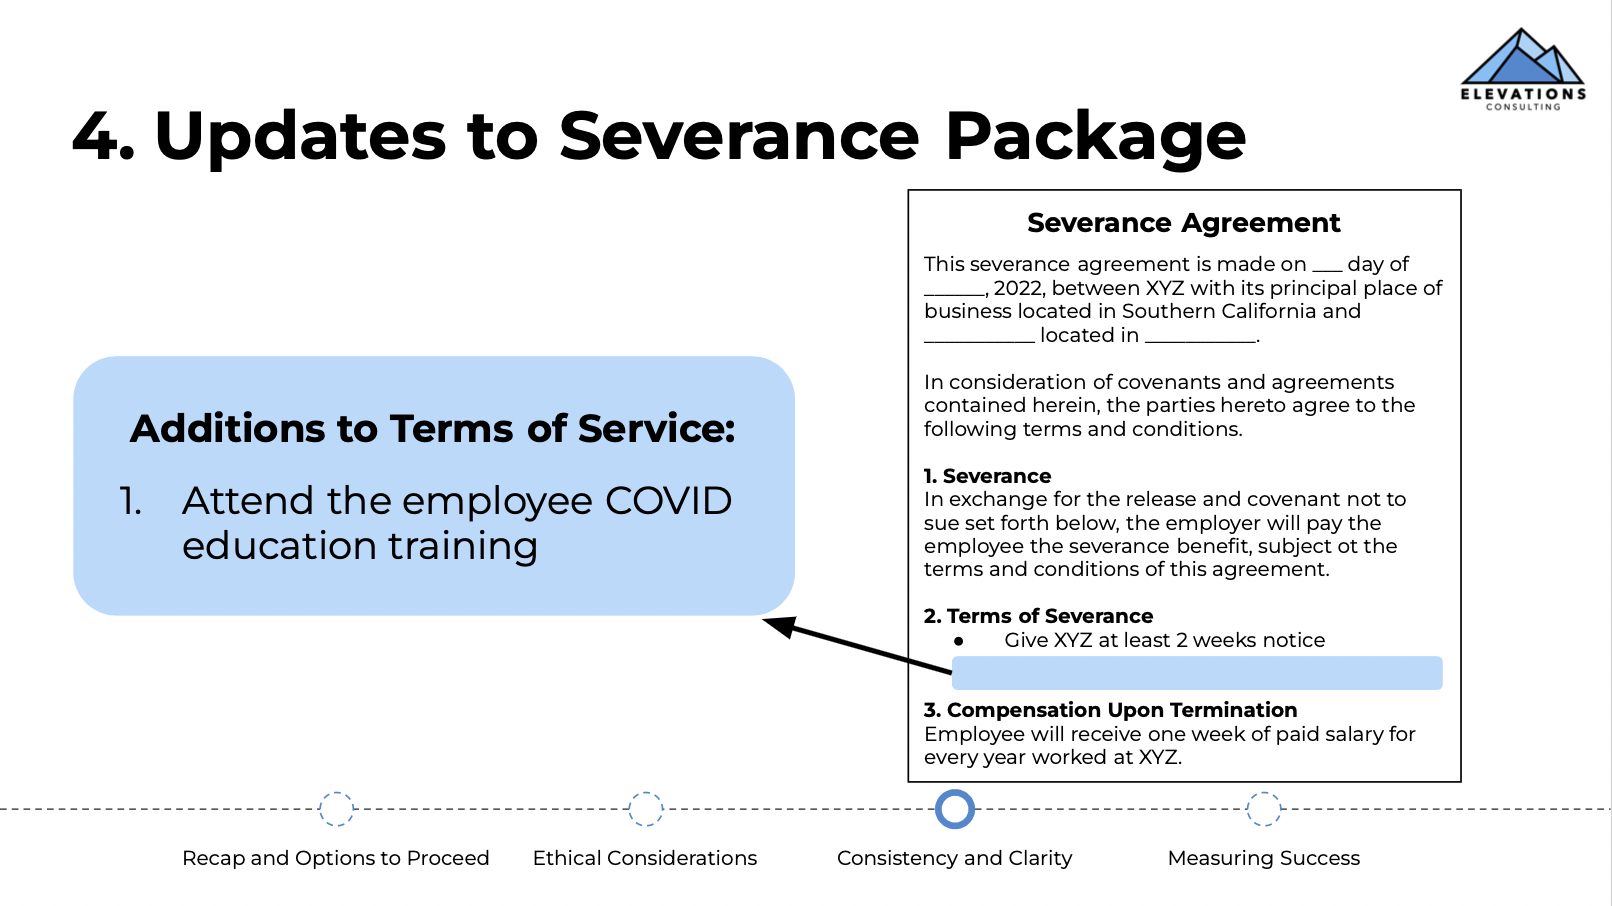 ELEVATIONS
CONSULTING
4. Updates to Severance Package
Additions to Terms of Service:
1. Attend the employee COVID
education training
Severance Agreement
This severance agreement is made on ___ day of
______, 2022, between XYZ with its principal place of
business located in Southern California and
___________ located in ___________.
In consideration of covenants and agreements
contained herein, the parties hereto agree to the
following terms and conditions.
1. Severance
In exchange for the release and covenant not to
sue set forth below, the employer will pay the
employee the severance benefit, subject ot the
terms and conditions of this agreement.
2. Terms of Severance
● Give XYZ at least 2 weeks notice
3. Compensation Upon Termination
Employee will receive one week of paid salary for
every year worked at XYZ.
Recap and Options to Proceed
Ethical Considerations
Consistency and Clarity
Measuring Success